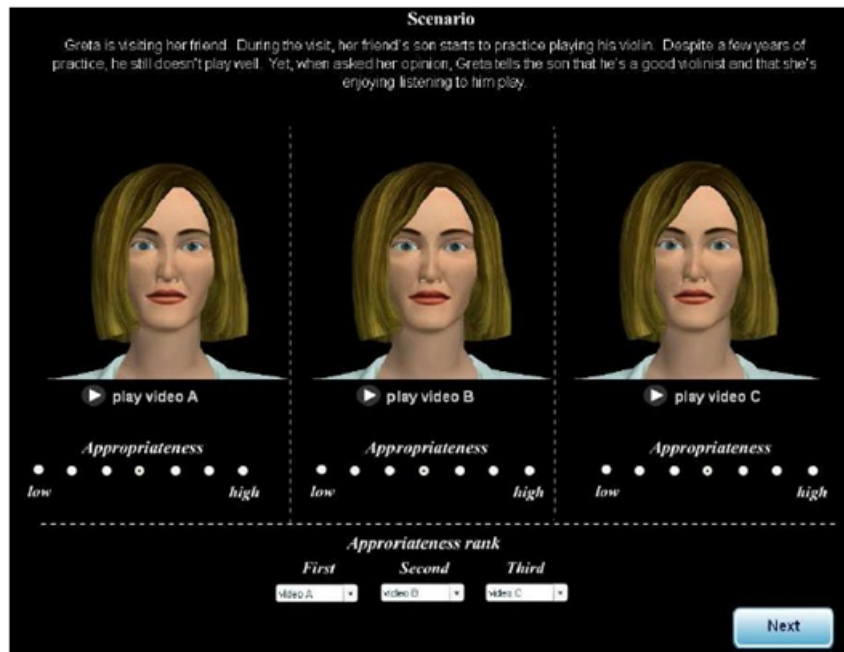 Scenario
Greta is visiting her friend. During the visit, her friend's son starts to practice playing his violin. Despite a few years of
practice, he still doesn't play well. Yet, when asked her opinion, Greta tells the son that he's a good violinist and that she's
enjoying listening to him play.
play video A play video B play video C
Appropriateness Appropriateness Appropriateness
low high low high low high
Approriateness rank
First Second Third
video A video B video C
Next